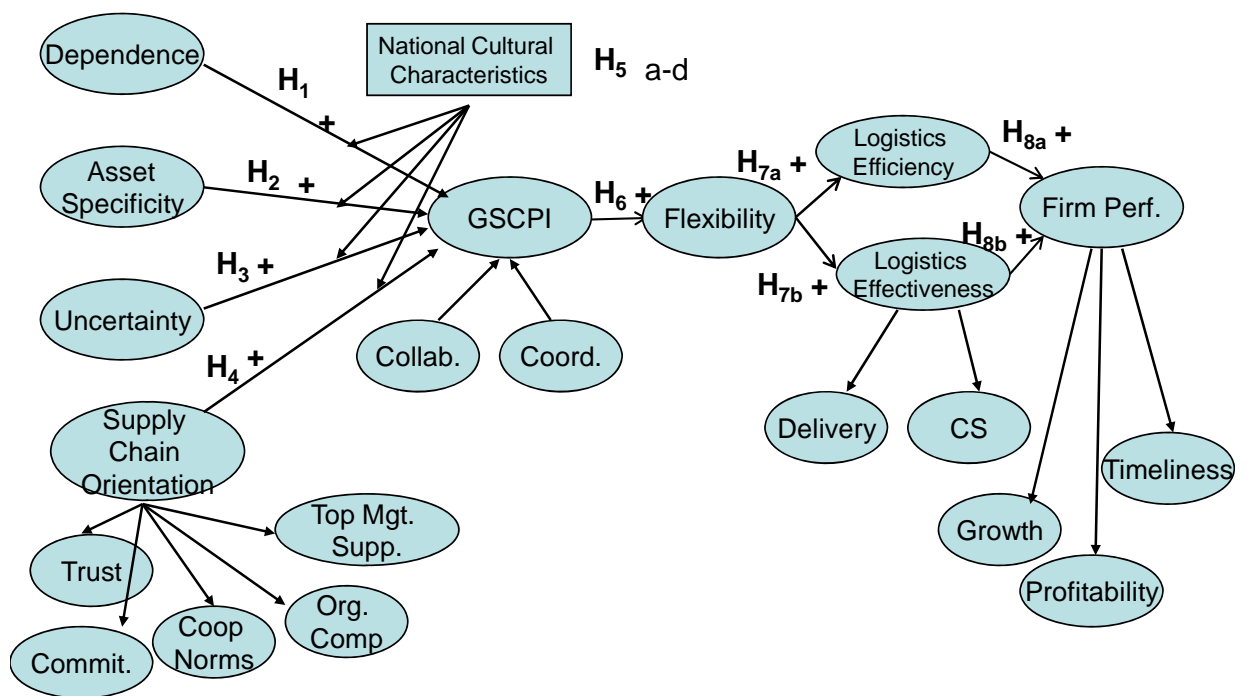 Dependence
H1
+
National Cultural
Characteristics
H5 a-d
Asset
Specificity
H2 +
GSCPI
H6 +
Flexibility
H7a +
Logistics
Efficiency
H8a +
Firm Perf.
H8b +
H7b +
Logistics
Effectiveness
H3 +
Uncertainty
H4 +
Collab.
Coord.
Supply
Chain
Orientation
Delivery
CS
Timeliness
Growth
Profitability
Top Mgt.
Supp.
Trust
Org.
Comp
Coop
Norms
Commit.